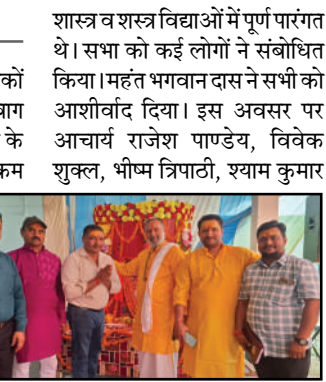 शास्त्र व शस्त्र विद्याओं में पूर्ण पारंगत
थे। सभा को कई लोगों ने संबोधित
किया। महंत भगवान दास ने सभी को
आशीर्वाद दिया। इस अवसर पर
आचार्य राजेश पाण्डेय, विवेक
शुक्ल, भीष्म त्रिपाठी, श्याम कुमार
के